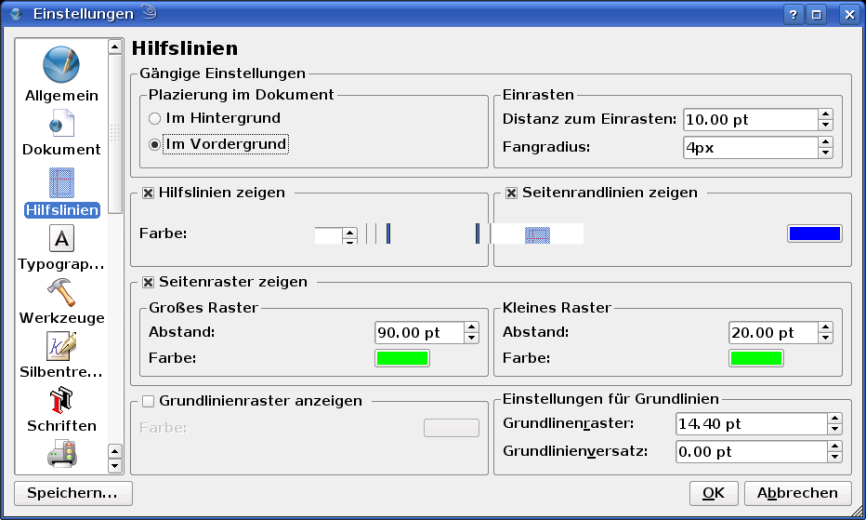 Einstellungen
Allgemein
Dokument
Hilfslinien
Typograp...
Werkzeuge
Silbentre...
Schriften
Speichern...
Hilfslinien
Gängige Einstellungen
Plazierung im Dokument
Im Hintergrund
Im Vordergrund
Einrasten
Distanz zum Einrasten: 10.00 pt
Fangradius: 4px
Hilfslinien zeigen
Farbe:
Seitenrandlinien zeigen
Seitenraster zeigen
Großes Raster
Abstand: 90.00 pt
Farbe:
Kleines Raster
Abstand: 20.00 pt
Farbe:
Grundlinienraster anzeigen
Farbe:
Einstellungen für Grundlinien
Grundlinenraster: 14.40 pt
Grundlinienversatz: 0.00 pt
OK
Abbrechen